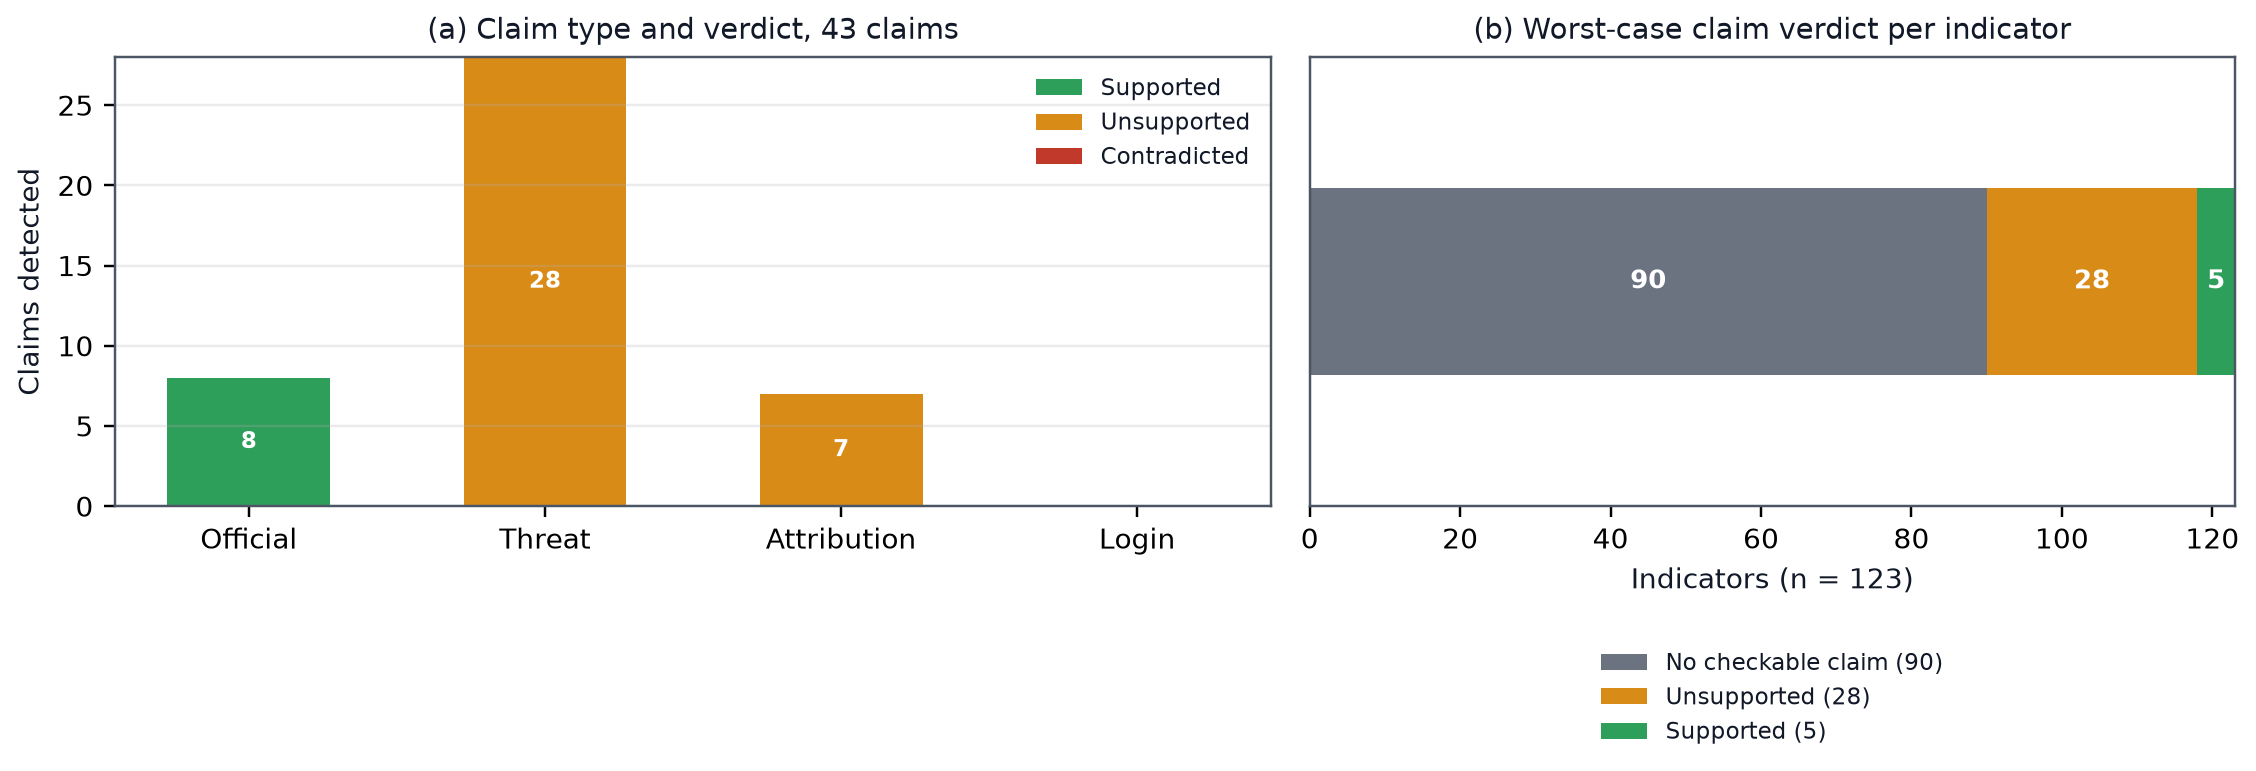 (a) Claim type and verdict, 43 claims
Claims detected
25
20
15
10
5
0
Supported
Unsupported
Contradicted
8
28
7
Official
Threat
Attribution
Login
(b) Worst-case claim verdict per indicator
90
28
5
0
20
40
60
80
100
120
Indicators (n = 123)
No checkable claim (90)
Unsupported (28)
Supported (5)